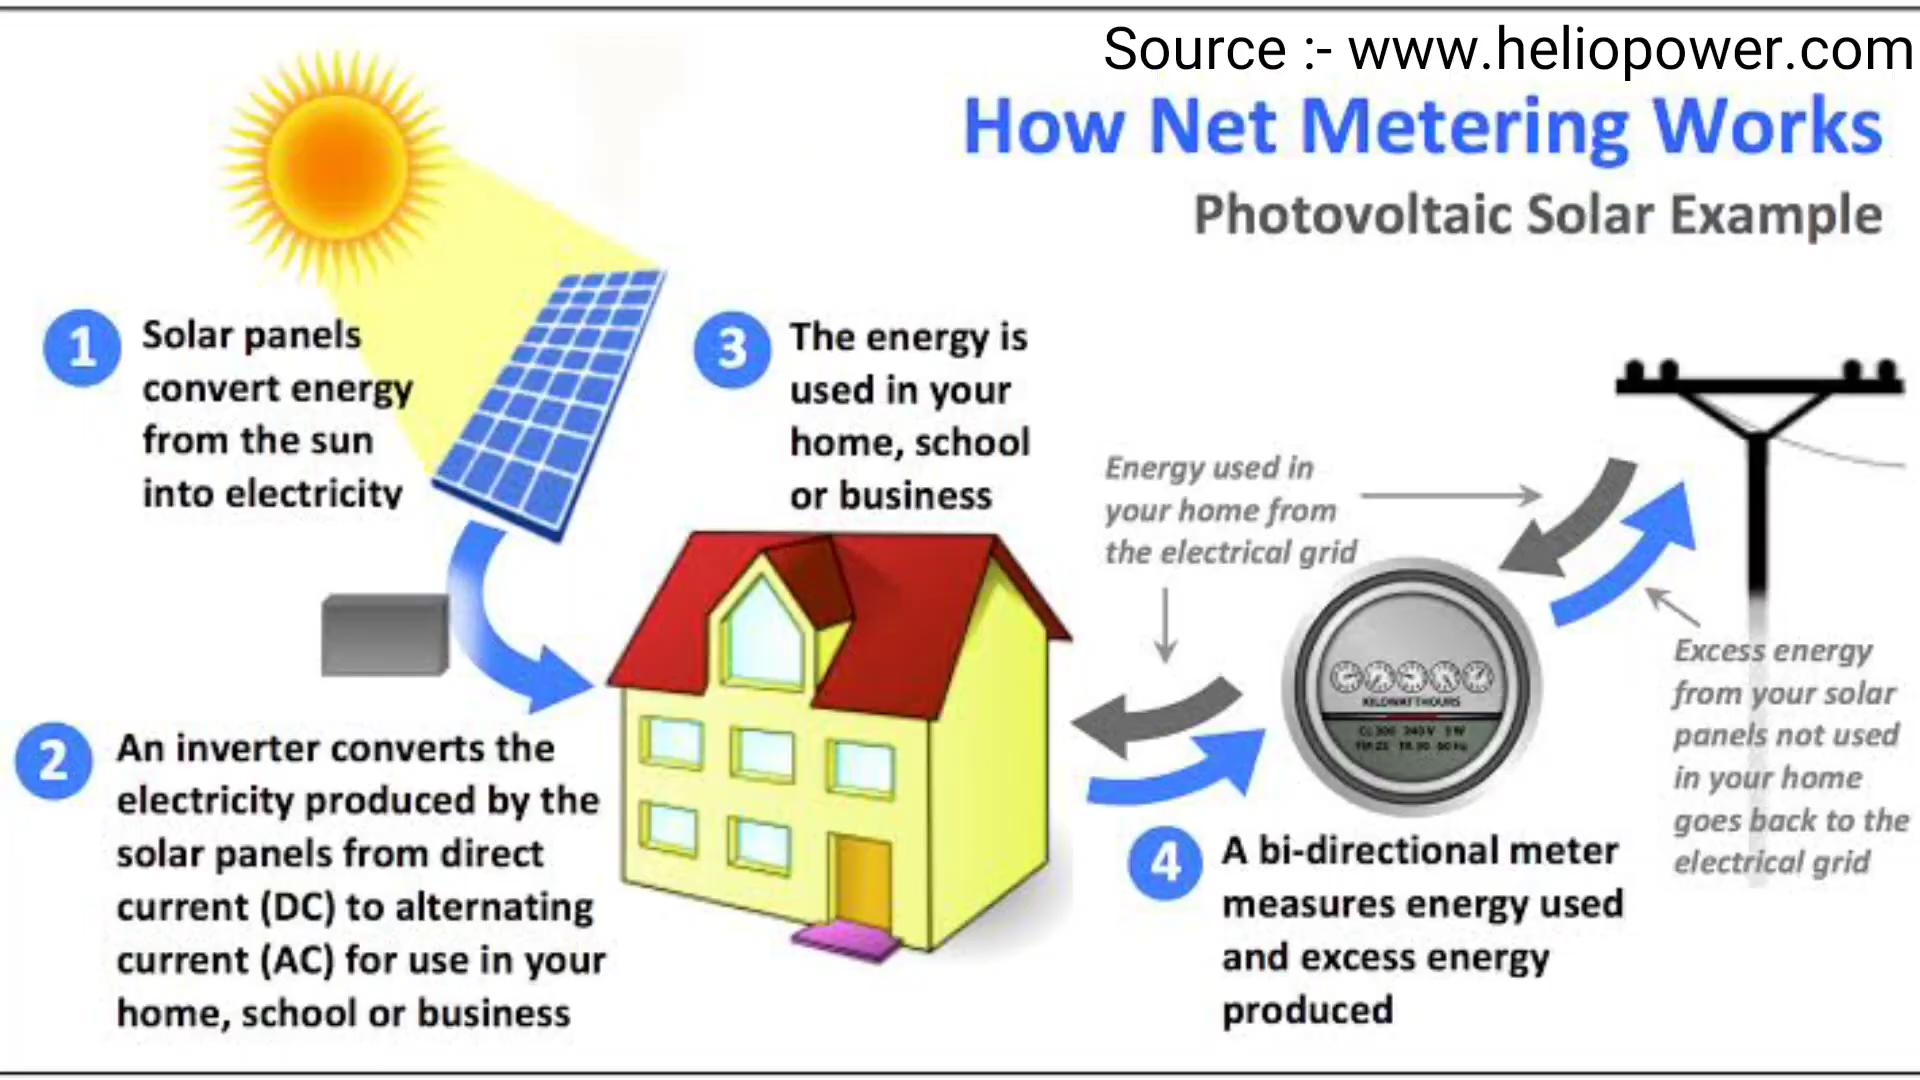 Source :- www.heliopower.com
How Net Metering Works
Photovoltaic Solar Example
1
Solar panels
convert energy
from the sun
into electricity
2
An inverter converts the
electricity produced by the
solar panels from direct
current (DC) to alternating
current (AC) for use in your
home, school or business
3
The energy is
used in your
home, school
or business
Energy used in
your home from
the electrical grid
KILOWATTHOURS
4
A bi-directional meter
measures energy used
and excess energy
produced
Excess energy
from your solar
panels not used
in your home
goes back to the
electrical grid